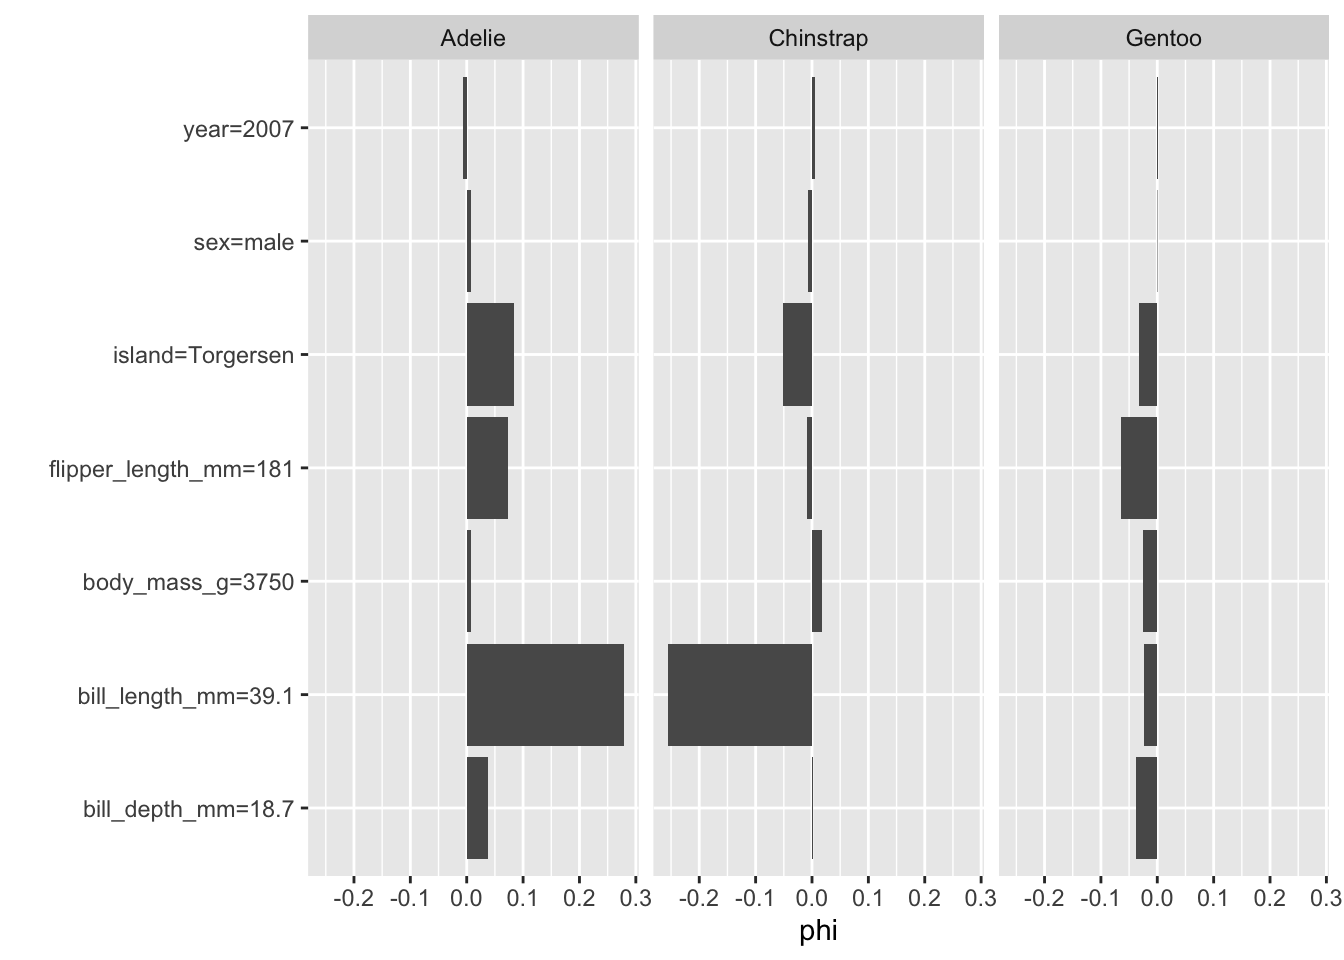 Adelie Chinstrap Gentoo
year=2007
sex=male
island=Torgersen
flipper_length_mm=181
body_mass_g=3750
bill_length_mm=39.1
bill_depth_mm=18.7
-0.2 -0.1 0.0 0.1 0.2 0.3 -0.2 -0.1 0.0 0.1 0.2 0.3 -0.2 -0.1 0.0 0.1 0.2 0.3
phi